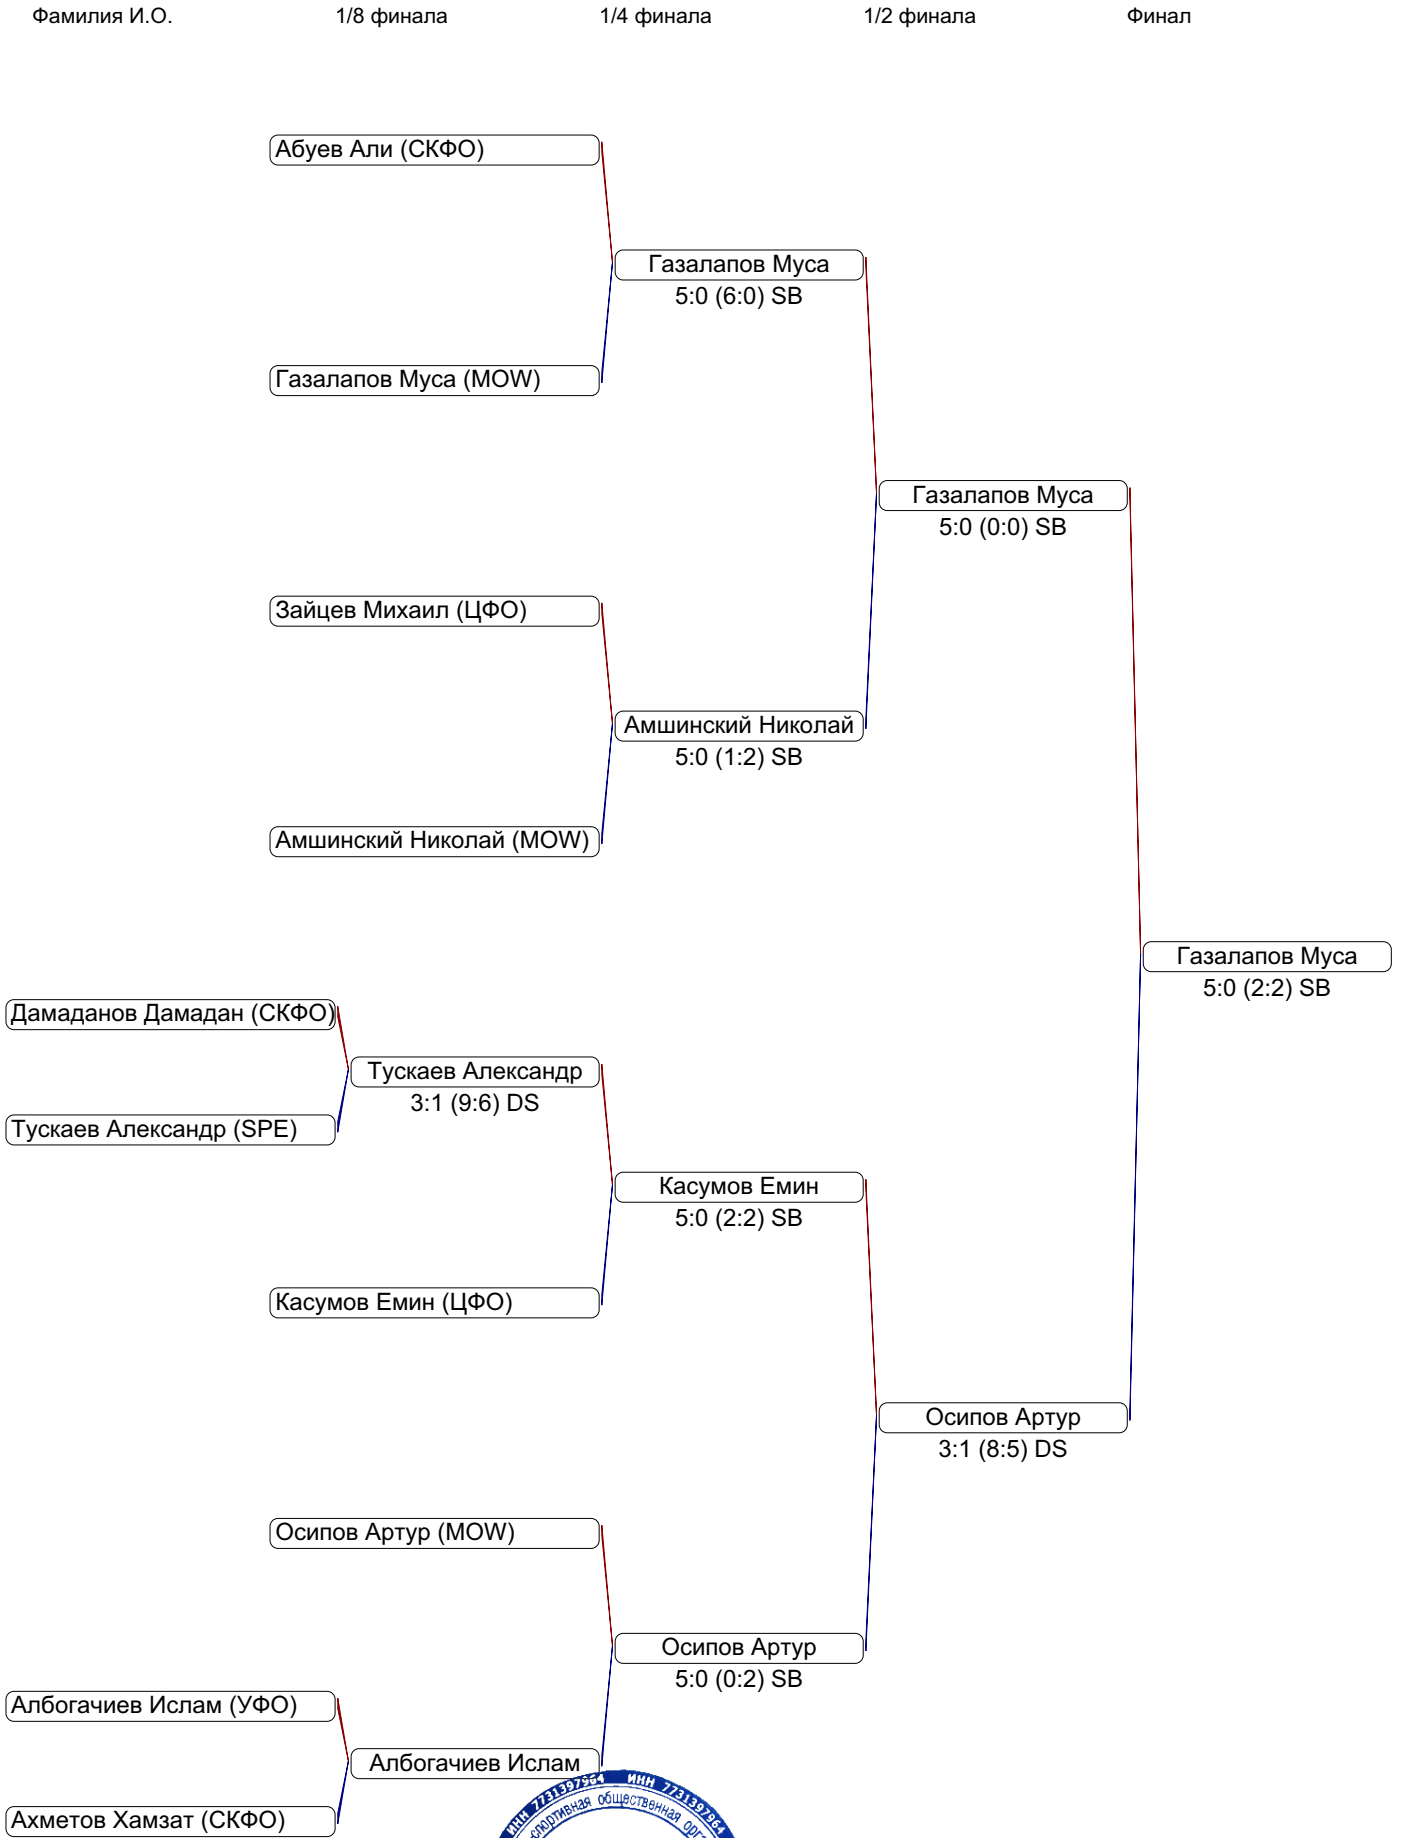 Фамилия И.О. 1/8 финала 1/4 финала 1/2 финала Финал
Абуев Али (СКФО)
Газалапов Муса
5:0 (6:0) SB
Газалапов Муса (MOW)
Газалапов Муса
5:0 (0:0) SB
Зайцев Михаил (ЦФО)
Амшинский Николай
5:0 (1:2) SB
Амшинский Николай (MOW)
Газалапов Муса
5:0 (2:2) SB
Дамаданов Дамадан (СКФО)
Тускаев Александр
3:1 (9:6) DS
Тускаев Александр (SPE)
Касумов Емин
5:0 (2:2) SB
Касумов Емин (ЦФО)
Осипов Артур
3:1 (8:5) DS
Осипов Артур (MOW)
Осипов Артур
5:0 (0:2) SB
Албогачиев Ислам (УФО)
Албогачиев Ислам
Ахметов Хамзат (СКФО)
ИНН 7731397964 ИНН 7731397964
спортивная общественная